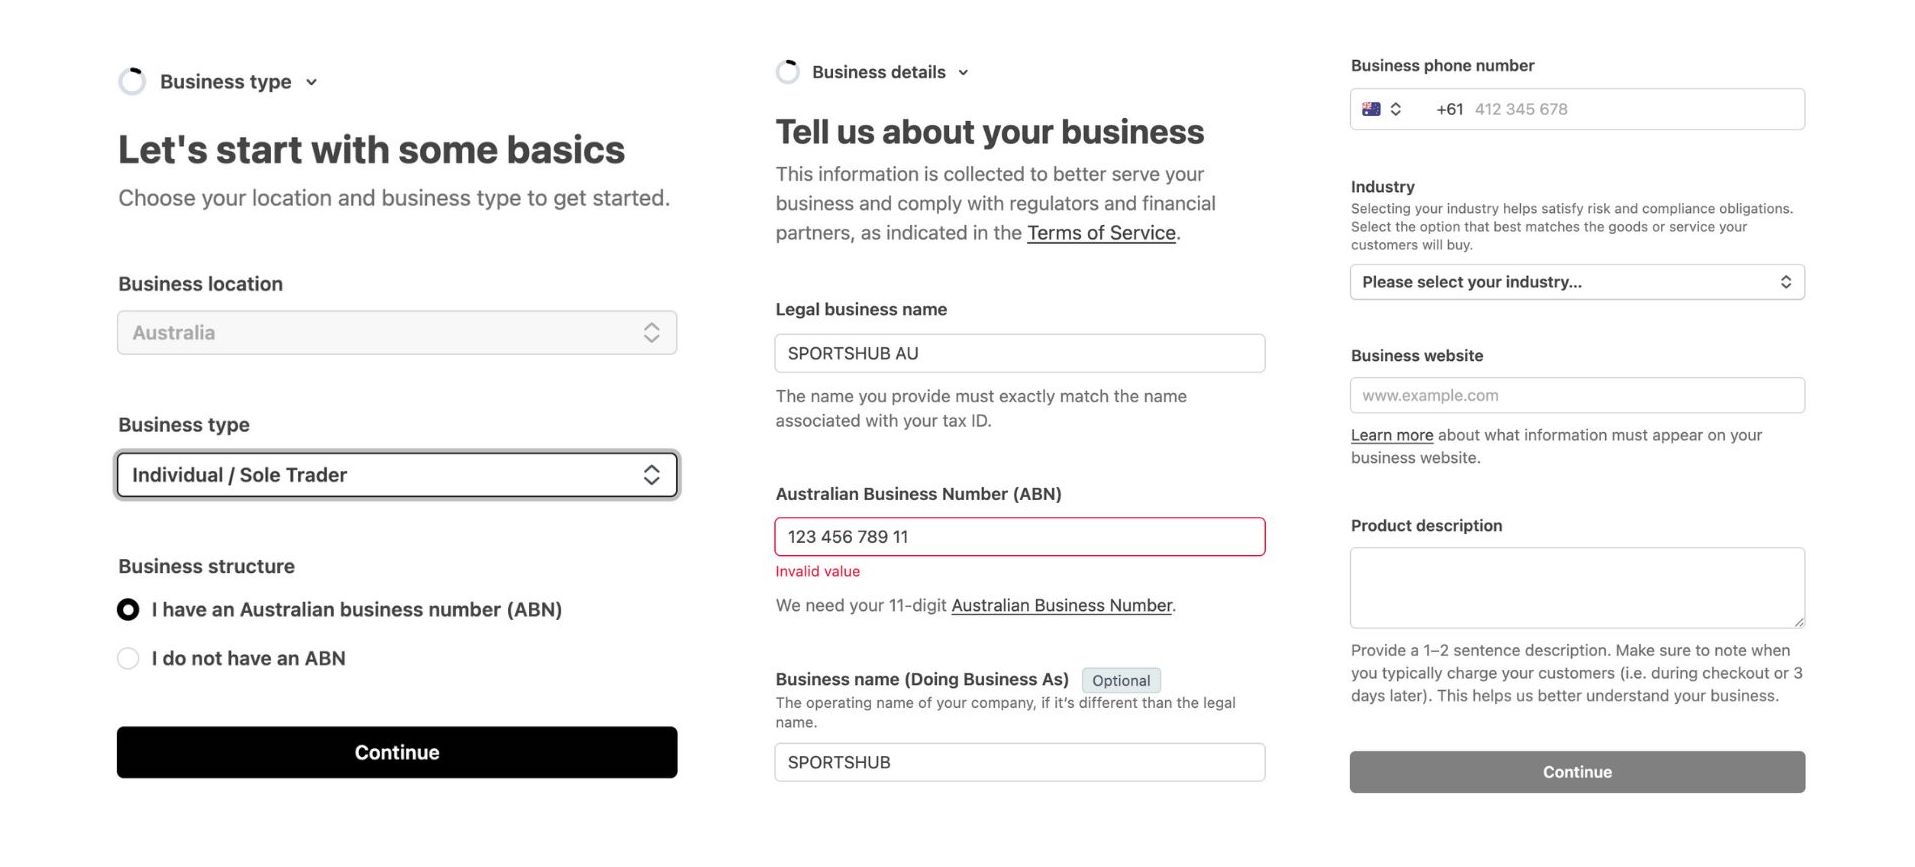 Business type
Let's start with some basics
Choose your location and business type to get started.
Business location
Australia
Business type
Individual / Sole Trader
Business structure
I have an Australian business number (ABN)
I do not have an ABN
Continue
Business details
Tell us about your business
This information is collected to better serve your
business and comply with regulators and financial
partners, as indicated in the Terms of Service.
Legal business name
SPORTSHUB AU
The name you provide must exactly match the name
associated with your tax ID.
Australian Business Number (ABN)
123 456 789 11
Invalid value
We need your 11-digit Australian Business Number.
Business name (Doing Business As) Optional
The operating name of your company, if it's different than the legal
name.
SPORTSHUB
Business phone number
+61 412 345 678
Industry
Selecting your industry helps satisfy risk and compliance obligations.
Select the option that best matches the goods or service your
customers will buy.
Please select your industry...
Business website
www.example.com
Learn more about what information must appear on your
business website.
Product description
Provide a 1–2 sentence description. Make sure to note when
you typically charge your customers (i.e. during checkout or 3
days later). This helps us better understand your business.
Continue